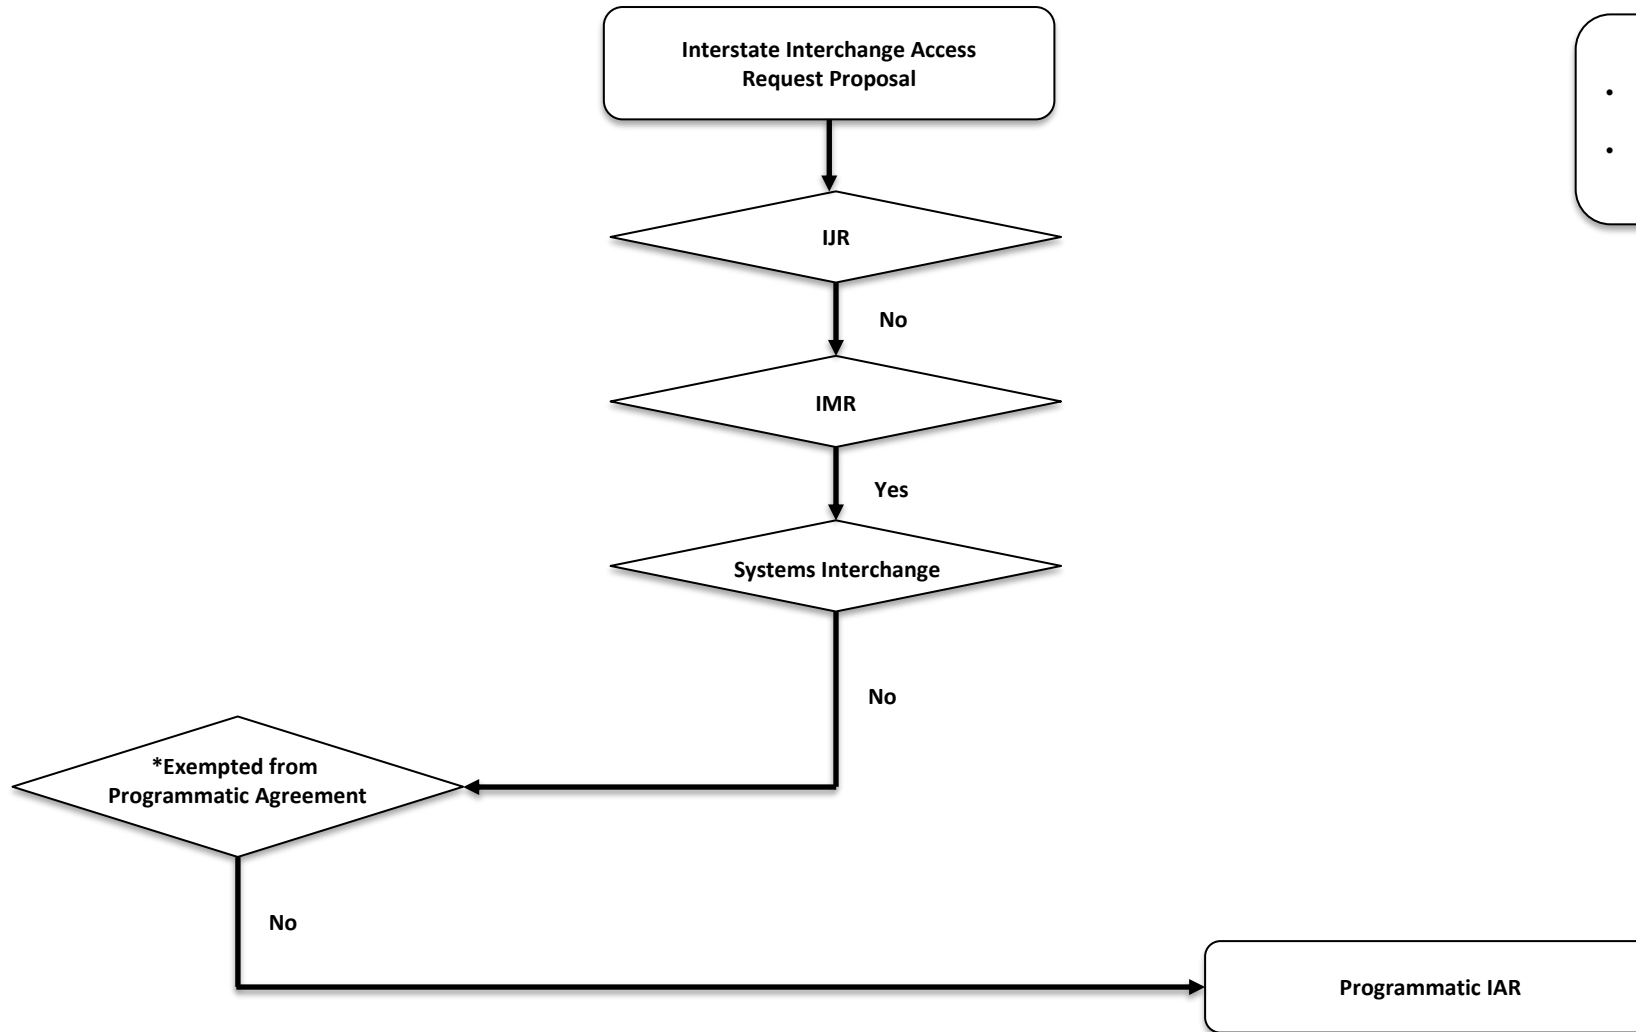 Interstate Interchange Access
Request Proposal
•
•
IJR
No
IMR
Yes
Systems Interchange
No
*Exempted from
Programmatic Agreement
No
Programmatic IAR